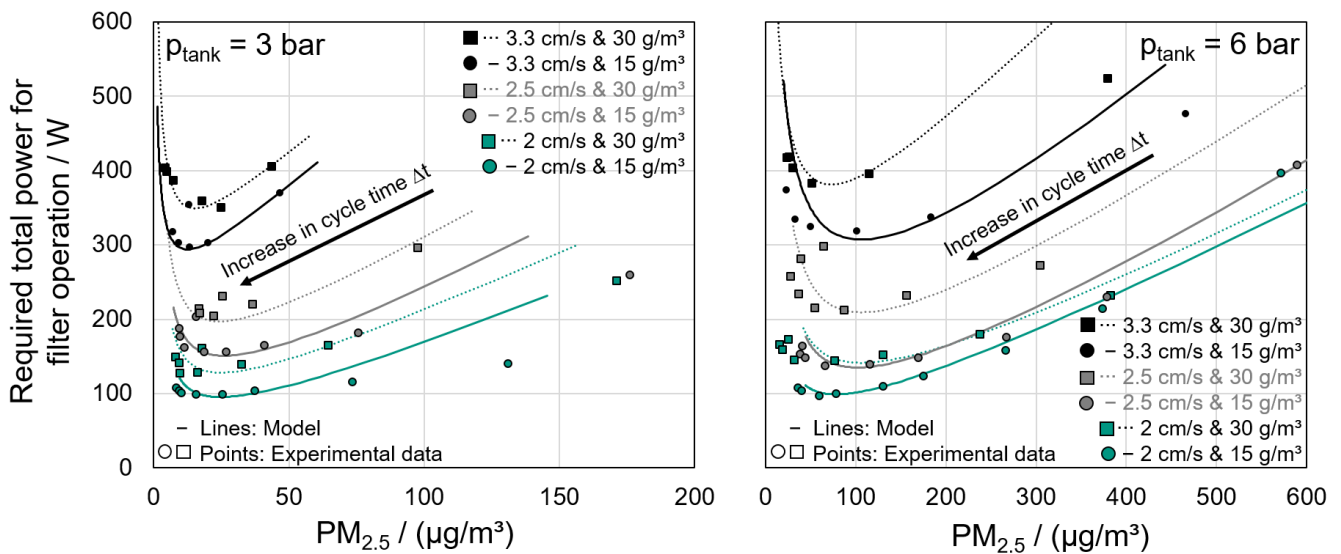 Required total power for
filter operation / W
600
500
400
300
200
100
0
p_tank = 3 bar
3.3 cm/s & 30 g/m³
– 3.3 cm/s & 15 g/m³
2.5 cm/s & 30 g/m³
– 2.5 cm/s & 15 g/m³
2 cm/s & 30 g/m³
– 2 cm/s & 15 g/m³
Increase in cycle time Δt
– Lines: Model
Points: Experimental data
0 50 100 150 200
PM2.5 / (µg/m³)
p_tank = 6 bar
Increase in cycle time Δt
3.3 cm/s & 30 g/m³
– 3.3 cm/s & 15 g/m³
2.5 cm/s & 30 g/m³
– 2.5 cm/s & 15 g/m³
2 cm/s & 30 g/m³
– 2 cm/s & 15 g/m³
– Lines: Model
Points: Experimental data
0 100 200 300 400 500 600
PM2.5 / (µg/m³)